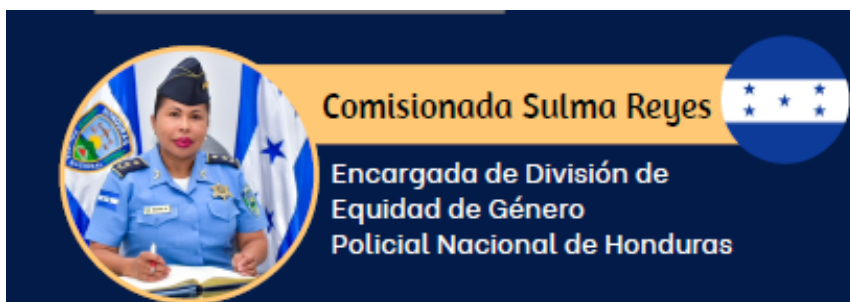 Comisionada Sulma Reyes
Encargada de División de
Equidad de Género
Policial Nacional de Honduras